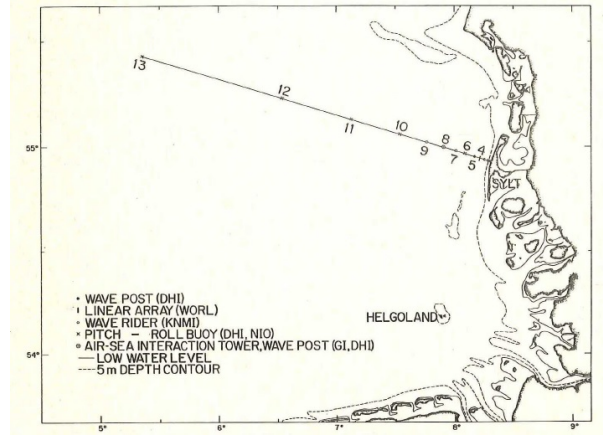 13
12
11
10
9
8
7
6
5
4
55°
SYLT
HELGOLAND
• WAVE POST (DHI)
I LINEAR ARRAY (WORL)
∘ WAVE RIDER (KNMI)
× PITCH – ROLL BUOY (DHI, NIO)
⊙ AIR-SEA INTERACTION TOWER, WAVE POST (GI, DHI)
— LOW WATER LEVEL
---- 5m DEPTH CONTOUR
54°
5° 6° 7° 8° 9°